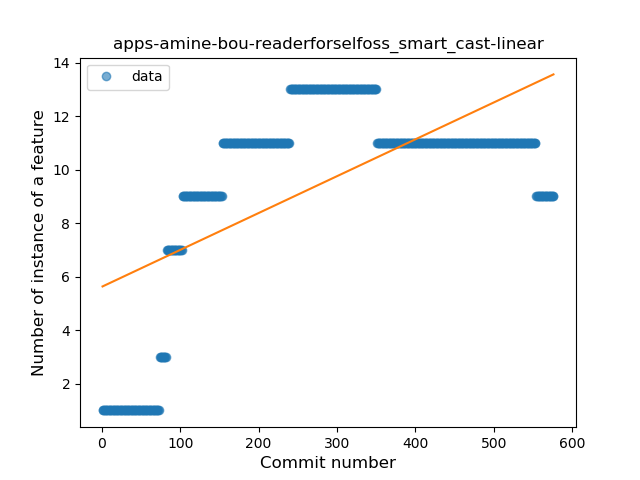 apps-amine-bou-readerforselfoss_smart_cast-linear
data
Number of instance of a feature
14
12
10
8
6
4
2
0 100 200 300 400 500 600
Commit number